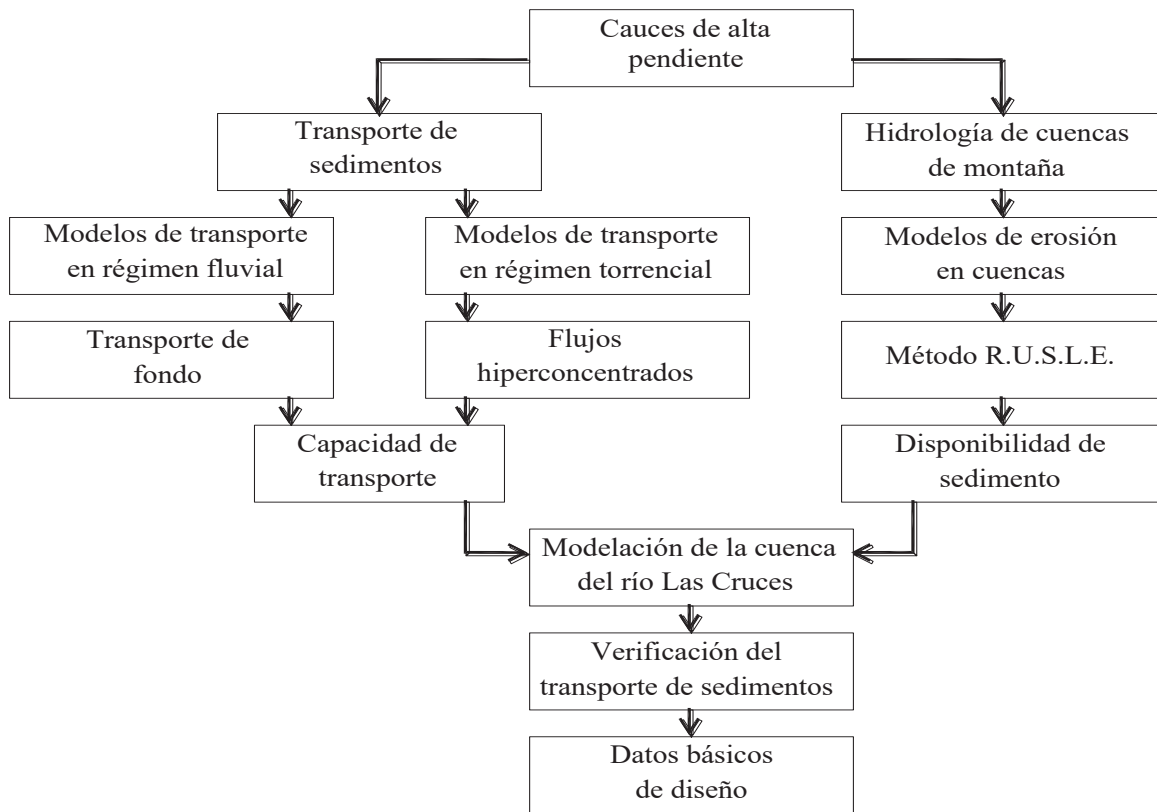 Cauces de alta
pendiente
Transporte de
sedimentos
Hidrología de cuencas
de montaña
Modelos de transporte
en régimen fluvial
Modelos de transporte
en régimen torrencial
Modelos de erosión
en cuencas
Transporte de
fondo
Flujos
hiperconcentrados
Método R.U.S.L.E.
Capacidad de
transporte
Disponibilidad de
sedimento
Modelación de la cuenca
del río Las Cruces
Verificación del
transporte de sedimentos
Datos básicos
de diseño